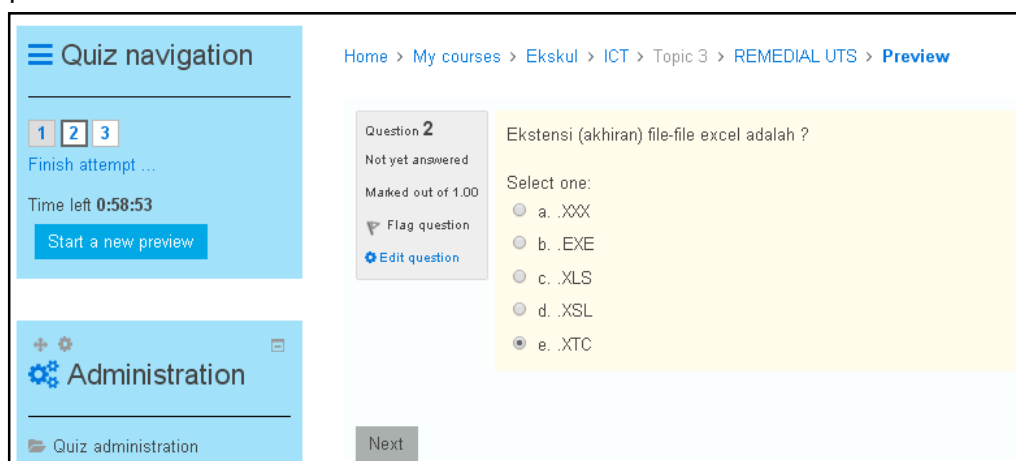 Quiz navigation
1 2 3
Finish attempt ...
Time left 0:58:53
Start a new preview
Administration
Quiz administration
Home > My courses > Ekskul > ICT > Topic 3 > REMEDIAL UTS > Preview
Question 2
Not yet answered
Marked out of 1.00
Flag question
Edit question
Ekstensi (akhiran) file-file excel adalah ?
Select one:
a. .XXX
b. .EXE
c. .XLS
d. .XSL
e. .XTC
Next